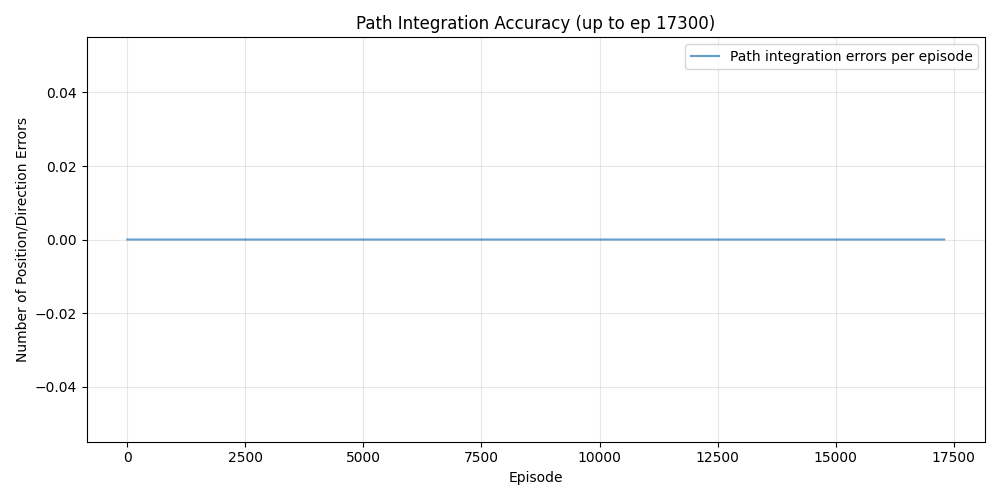 Path Integration Accuracy (up to ep 17300)
Path integration errors per episode
Number of Position/Direction Errors
0.04
0.02
0.00
−0.02
−0.04
0 2500 5000 7500 10000 12500 15000 17500
Episode